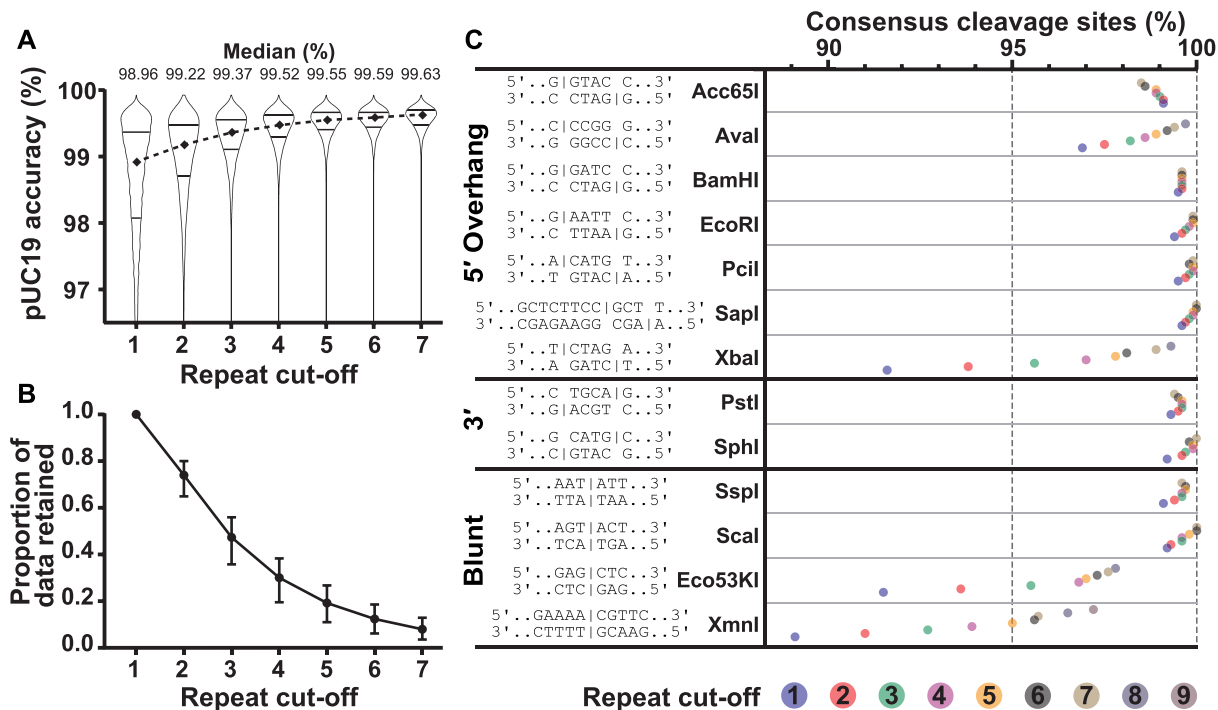 A
Median (%)
98.96 99.22 99.37 99.52 99.55 99.59 99.63
pUC19 accuracy (%)
100
99
98
97
1 2 3 4 5 6 7
Repeat cut-off
B
Proportion of
data retained
1.0
0.8
0.6
0.4
0.2
0.0
1 2 3 4 5 6 7
Repeat cut-off
C
Consensus cleavage sites (%)
90 95 100
5′ Overhang
5'..G|GTAC C..3'
3'..C CTAG|G..5'
Acc65I
5'..C|CCGG G..3'
3'..G GGCC|C..5'
AvaI
5'..G|GATC C..3'
3'..C CTAG|G..5'
BamHI
5'..G|AATT C..3'
3'..C TTAA|G..5'
EcoRI
5'..A|CATG T..3'
3'..T GTAC|A..5'
PciI
5'..GCTCTTCC|GCT T..3'
3'..CGAGAAGG CGA|A..5'
SapI
5'..T|CTAG A..3'
3'..A GATC|T..5'
XbaI
3′
5'..C TGCA|G..3'
3'..G|ACGT C..5'
PstI
5'..G CATG|C..3'
3'..C|GTAC G..5'
SphI
Blunt
5'..AAT|ATT..3'
3'..TTA|TAA..5'
SspI
5'..AGT|ACT..3'
3'..TCA|TGA..5'
ScaI
5'..GAG|CTC..3'
3'..CTC|GAG..5'
Eco53KI
5'..GAAAA|CGTTC..3'
3'..CTTTT|GCAAG..5'
XmnI
Repeat cut-off 1 2 3 4 5 6 7 8 9